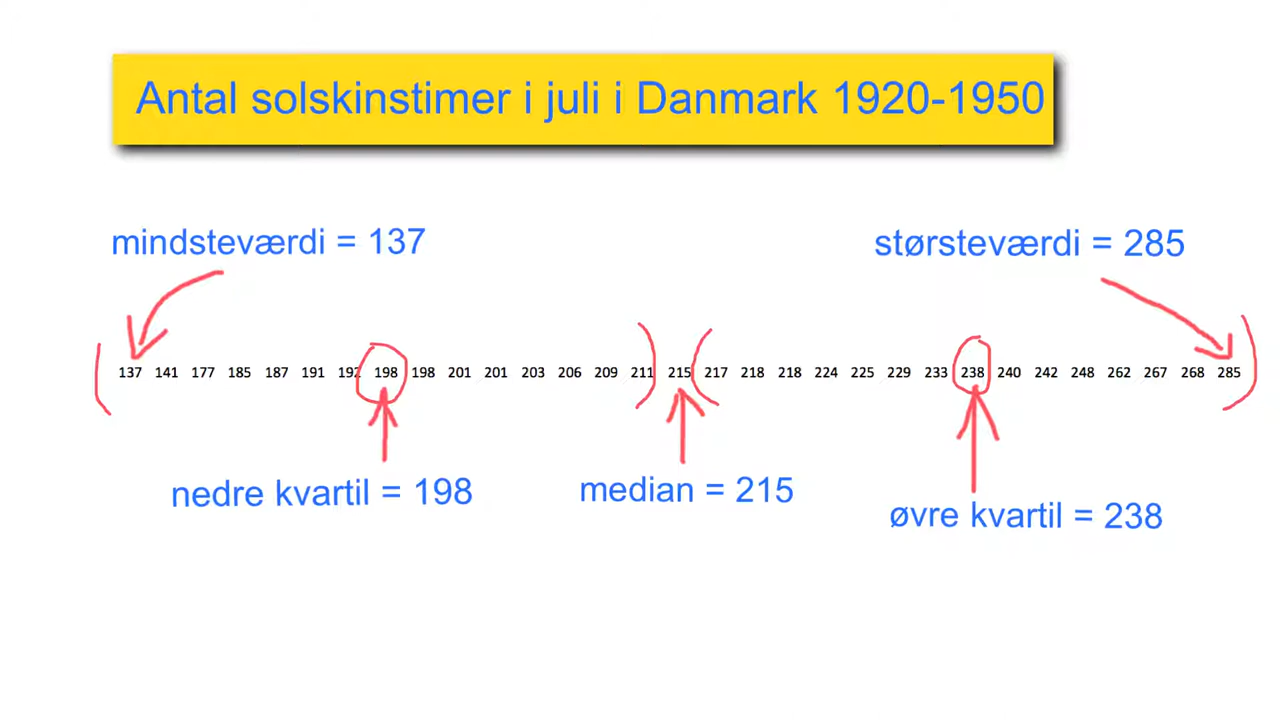 Antal solskinstimer i juli i Danmark 1920-1950
mindsteværdi = 137
størsteværdi = 285
137 141 177 185 187 191 192 198 198 201 201 203 206 209 211 215 217 218 218 224 225 229 233 238 240 242 248 262 267 268 285
nedre kvartil = 198
median = 215
øvre kvartil = 238